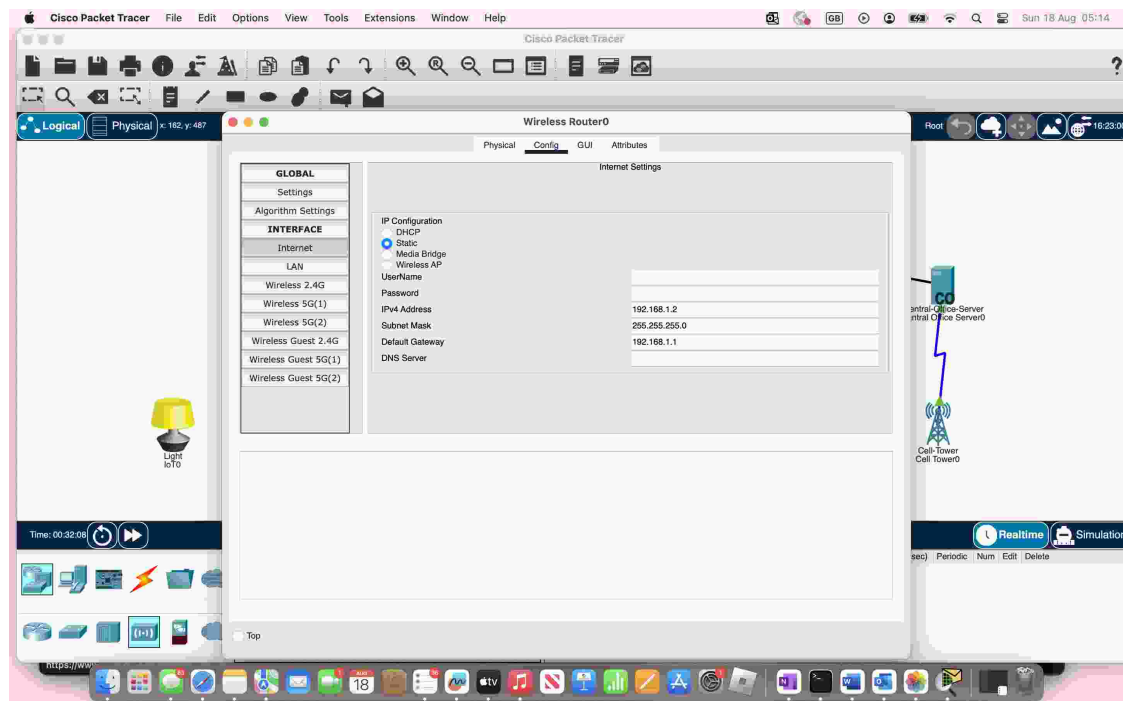 Cisco Packet Tracer File Edit Options View Tools Extensions Window Help GB Sun 18 Aug 05:14
Cisco Packet Tracer
?
Logical Physical x: 162, y: 487 Root 16:23:00
Wireless Router0
Physical Config GUI Attributes
GLOBAL
Settings
Algorithm Settings
INTERFACE
Internet
LAN
Wireless 2.4G
Wireless 5G(1)
Wireless 5G(2)
Wireless Guest 2.4G
Wireless Guest 5G(1)
Wireless Guest 5G(2)
Internet Settings
IP Configuration
DHCP
Static
Media Bridge
Wireless AP
UserName
Password
IPv4 Address 192.168.1.2
Subnet Mask 255.255.255.0
Default Gateway 192.168.1.1
DNS Server
CO
entral-Office-Server
ntral Office Server0
Light
IoT0
Cell-Tower
Cell Tower0
Time: 00:32:08 Realtime Simulation
sec) Periodic Num Edit Delete
Top
https://ww
AUG
18
tv